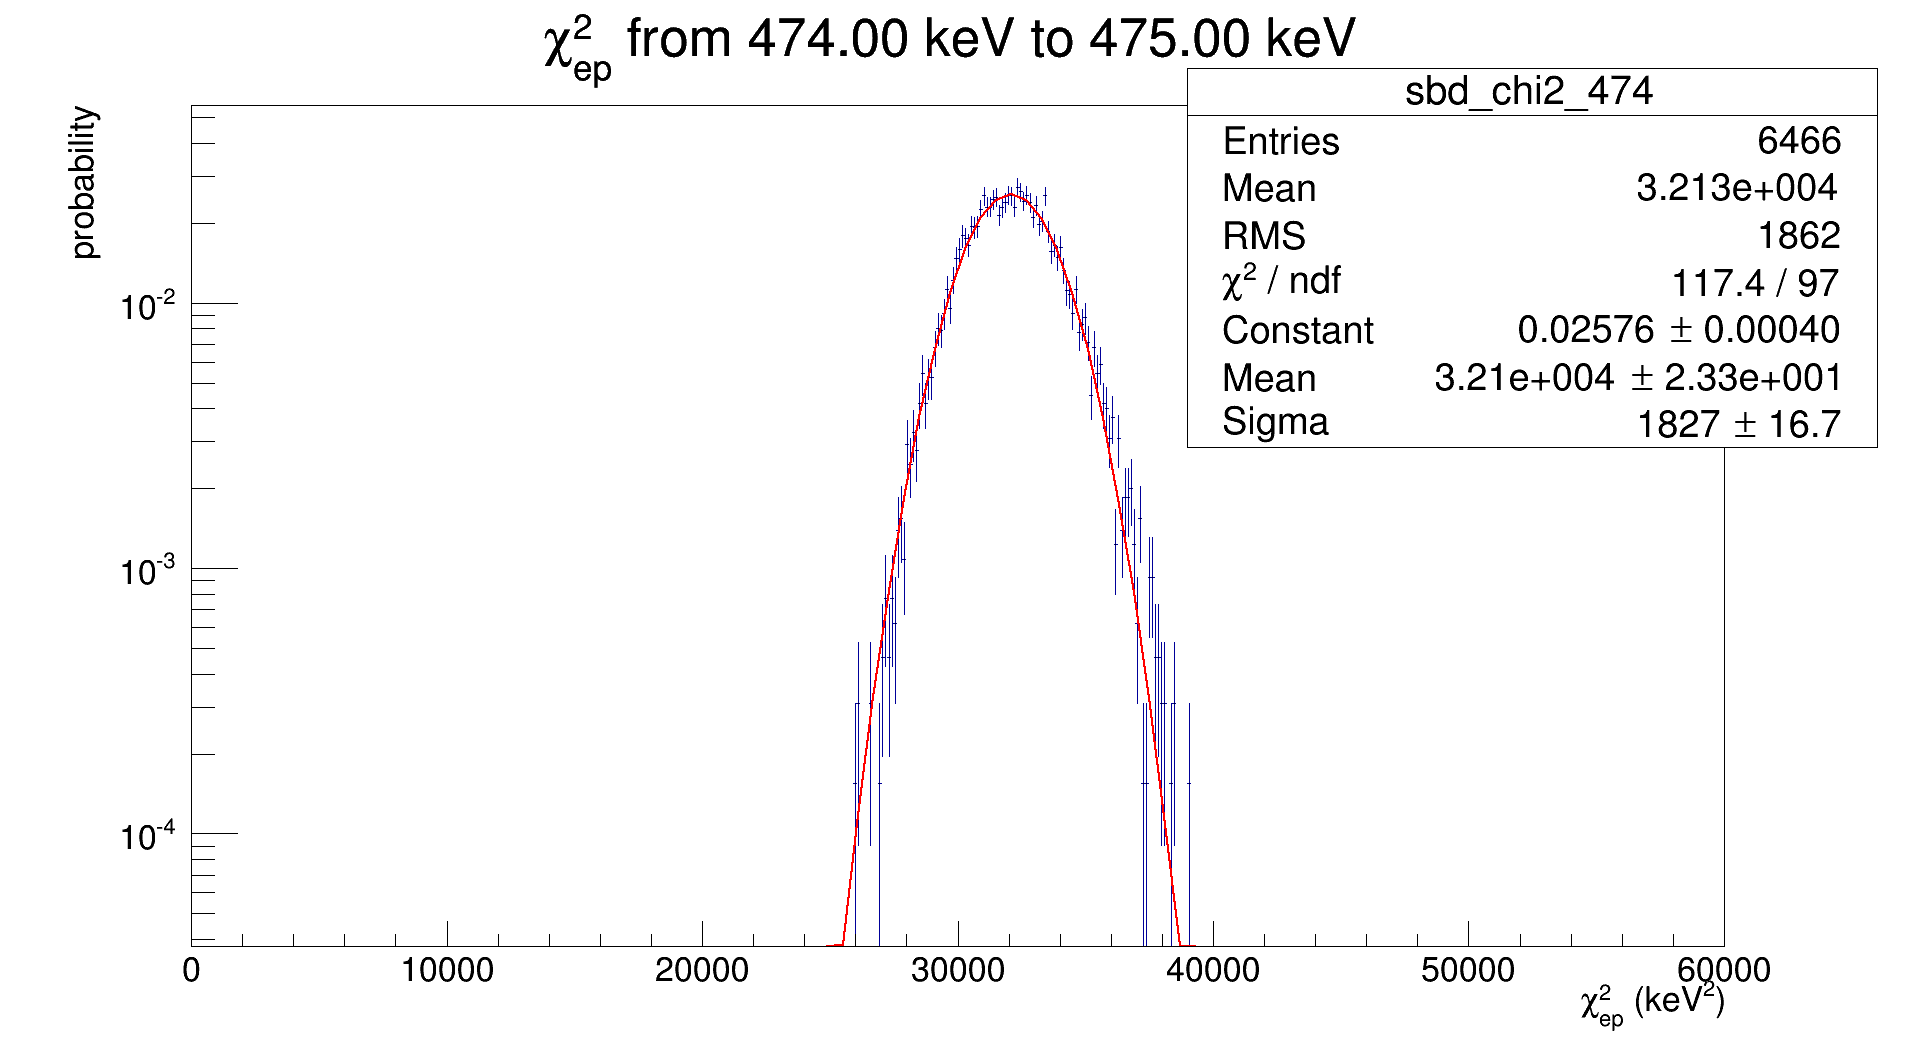 χ²ep from 474.00 keV to 475.00 keV
sbd_chi2_474
Entries 6466
Mean 3.213e+004
RMS 1862
χ² / ndf 117.4 / 97
Constant 0.02576 ± 0.00040
Mean 3.21e+004 ± 2.33e+001
Sigma 1827 ± 16.7
probability
10⁻²
10⁻³
10⁻⁴
0 10000 20000 30000 40000 50000 60000
χ²ep (keV²)